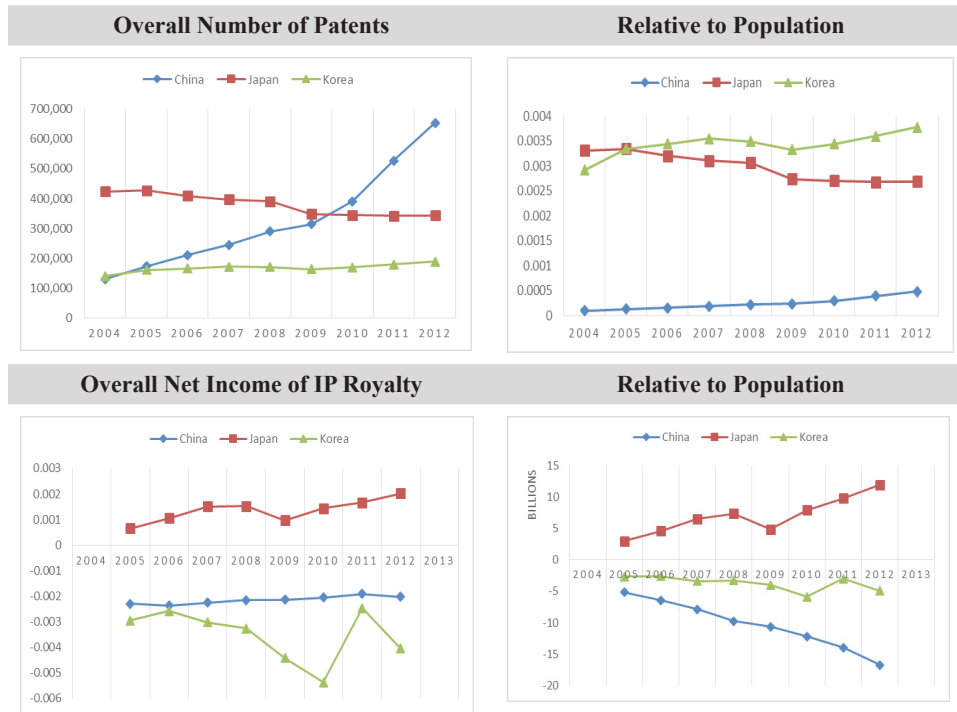 Overall Number of Patents
Relative to Population
China Japan Korea
700,000
600,000
500,000
400,000
300,000
200,000
100,000
0
2004 2005 2006 2007 2008 2009 2010 2011 2012
China Japan Korea
0.004
0.0035
0.003
0.0025
0.002
0.0015
0.001
0.0005
0
2004 2005 2006 2007 2008 2009 2010 2011 2012
Overall Net Income of IP Royalty
Relative to Population
China Japan Korea
0.003
0.002
0.001
0
2004 2005 2006 2007 2008 2009 2010 2011 2012 2013
-0.001
-0.002
-0.003
-0.004
-0.005
-0.006
China Japan Korea
BILLIONS
15
10
5
0
2004 2005 2006 2007 2008 2009 2010 2011 2012 2013
-5
-10
-15
-20